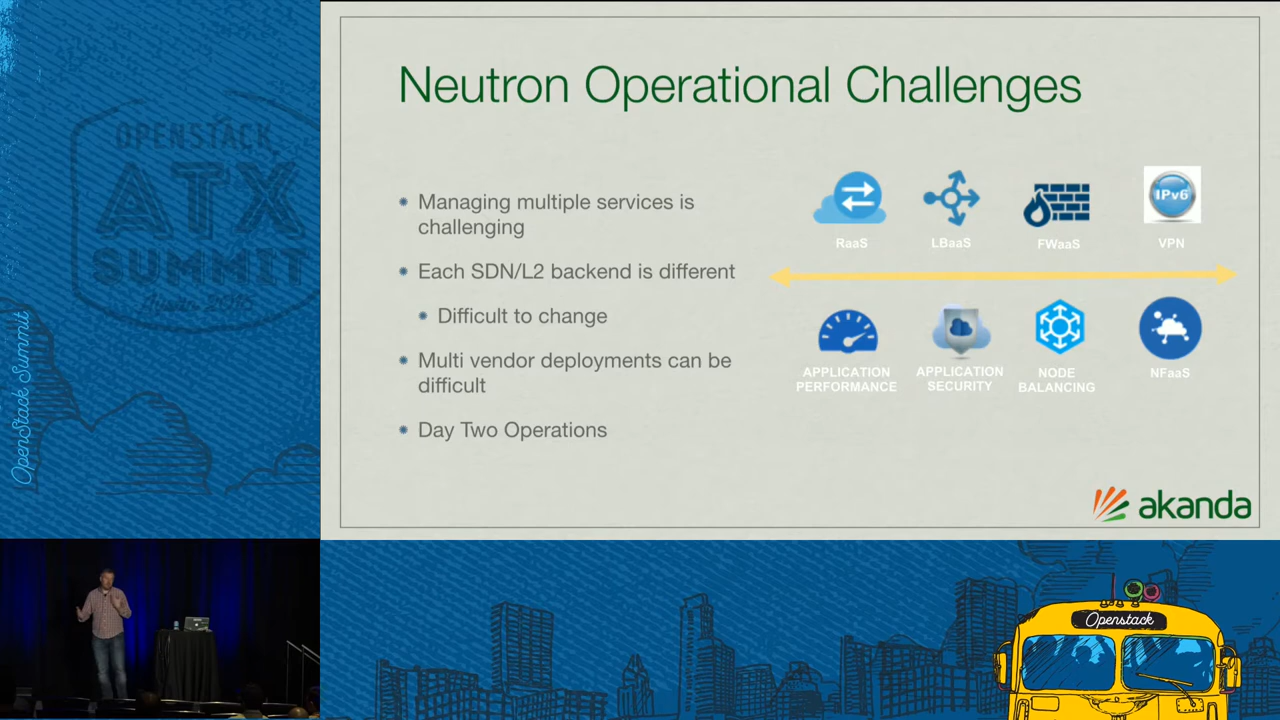 OPENSTACK
ATX
SUMMIT
Austin 2016
OpenStack Summit
Neutron Operational Challenges
Managing multiple services is
challenging
Each SDN/L2 backend is different
Difficult to change
Multi vendor deployments can be
difficult
Day Two Operations
IPv6
RaaS
LBaaS
FWaaS
VPN
APPLICATION
PERFORMANCE
APPLICATION
SECURITY
NODE
BALANCING
NFaaS
akanda
Openstack